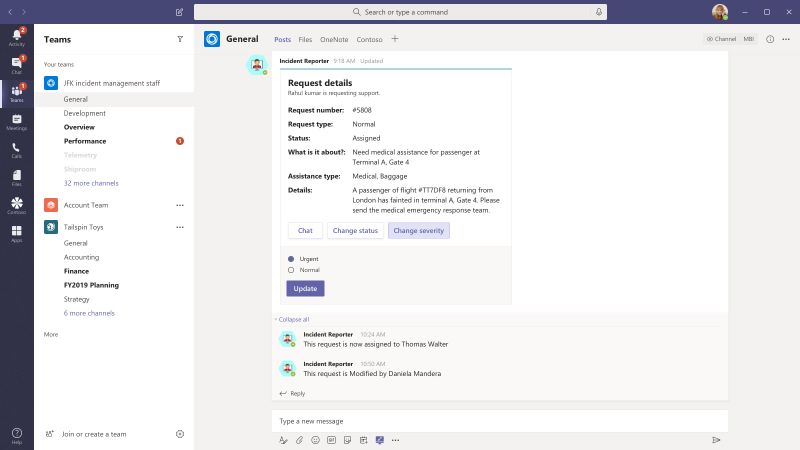 Search or type a command
2
Activity
1
Chat
1
Teams
Meetings
Calls
Files
Contoso
Apps
Help
Teams
Your teams
JFK incident management staff
General
Development
Overview
Performance
1
Telemetry
Shiproom
32 more channels
Account Team
Tailspin Toys
General
Accounting
Finance
FY2019 Planning
Strategy
6 more channels
More
Join or create a team
General
Posts Files OneNote Contoso
Channel MBI
Incident Reporter 9:18 AM Updated
Request details
Rahul kumar is requesting support.
Request number: #5808
Request type: Normal
Status: Assigned
What is it about?: Need medical assistance for passenger at
Terminal A, Gate 4
Assistance type: Medical, Baggage
Details: A passenger of flight #TT7DF8 returning from
London has fainted in terminal A, Gate 4. Please
send the medical emergency response team.
Chat Change status Change severity
Urgent
Normal
Update
Collapse all
Incident Reporter 10:24 AM
This request is now assigned to Thomas Walter
Incident Reporter 10:50 AM
This request is Modified by Daniela Mandera
Reply
Type a new message
GIF